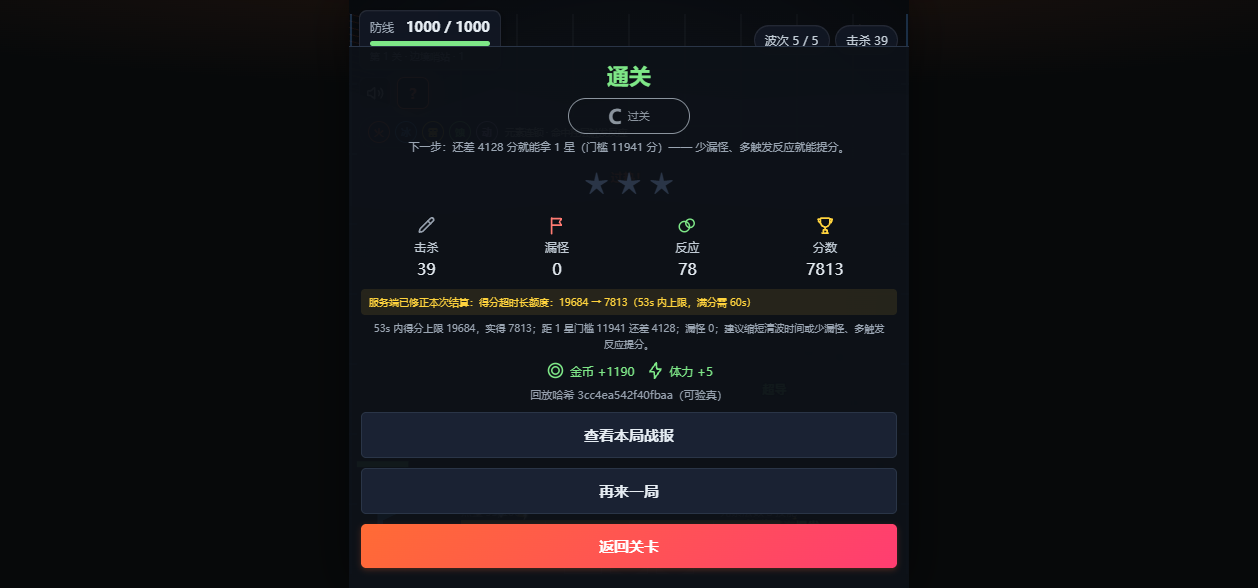 防线 1000 / 1000
波次 5 / 5
击杀 39
通关
C 过关
下一步：还差 4128 分就能拿 1 星（门槛 11941 分）—— 少漏怪、多触发反应就能提分。
击杀
漏怪
反应
分数
39
0
78
7813
服务端已修正本次结算：得分超时长额度：19684 → 7813（53s 内上限，满分需 60s）
53s 内得分上限 19684，实得 7813；距 1 星门槛 11941 还差 4128；漏怪 0；建议缩短清波时间或少漏怪、多触发
反应提分。
金币 +1190
体力 +5
回放哈希 3cc4ea542f40fbaa（可验真）
查看本局战报
再来一局
返回关卡